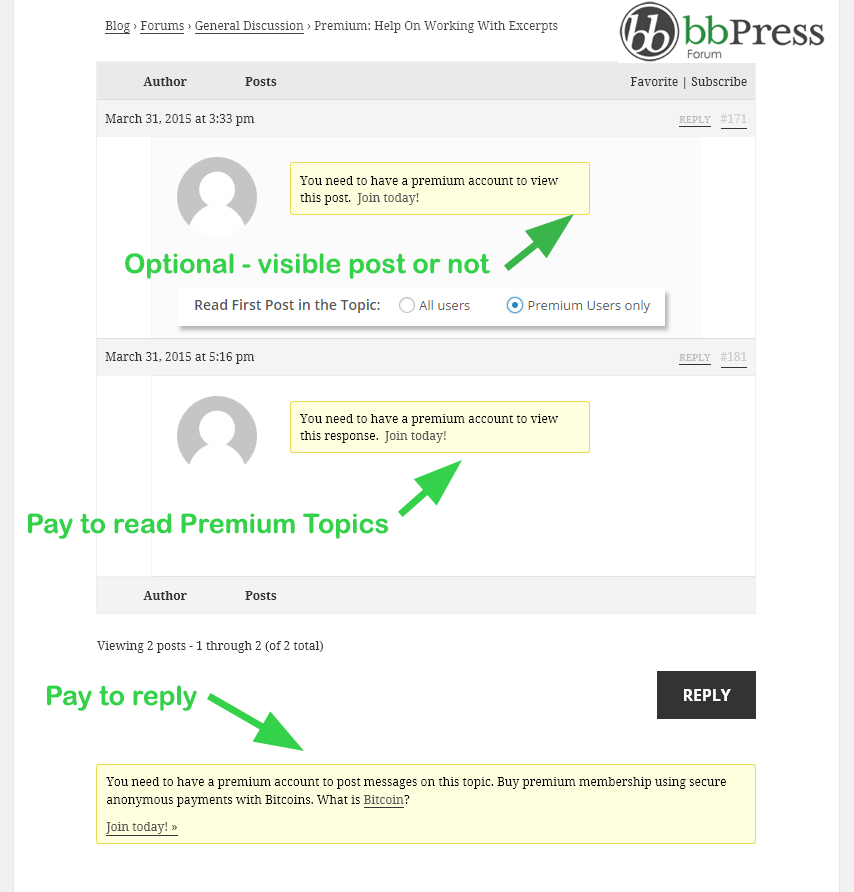 Blog › Forums › General Discussion › Premium: Help On Working With Excerpts
bb bbPress
Forum
Author Posts Favorite | Subscribe
March 31, 2015 at 3:33 pm REPLY #171
You need to have a premium account to view
this post. Join today!
Optional - visible post or not
Read First Post in the Topic: All users Premium Users only
March 31, 2015 at 5:16 pm REPLY #181
You need to have a premium account to view
this response. Join today!
Pay to read Premium Topics
Author Posts
Viewing 2 posts - 1 through 2 (of 2 total)
REPLY
Pay to reply
You need to have a premium account to post messages on this topic. Buy premium membership using secure
anonymous payments with Bitcoins. What is Bitcoin?
Join today! »